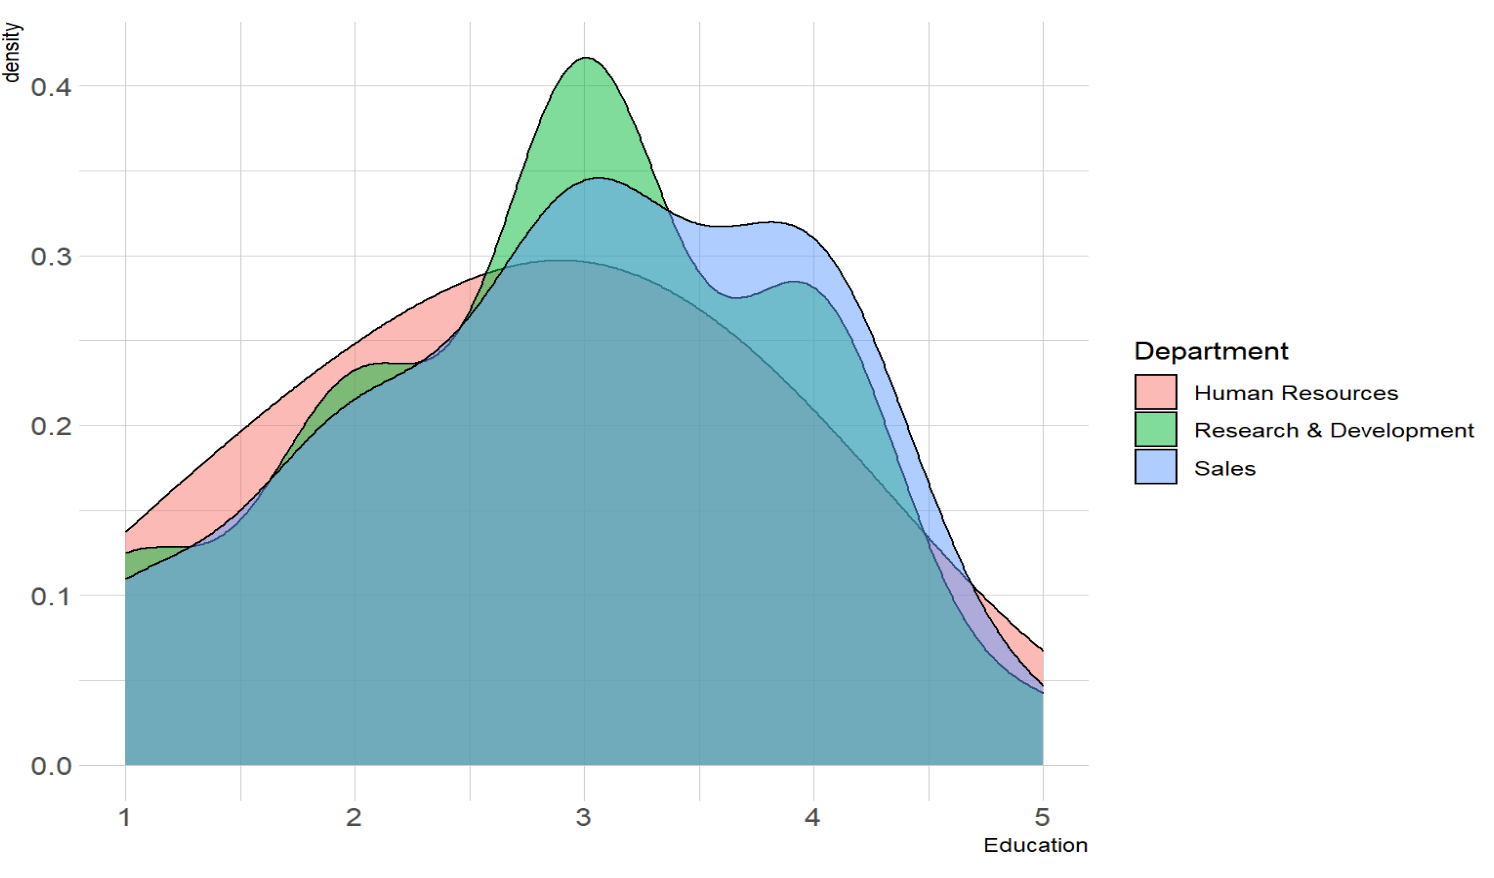 density
0.4
0.3
0.2
0.1
0.0
1 2 3 4 5
Education
Department
Human Resources
Research & Development
Sales